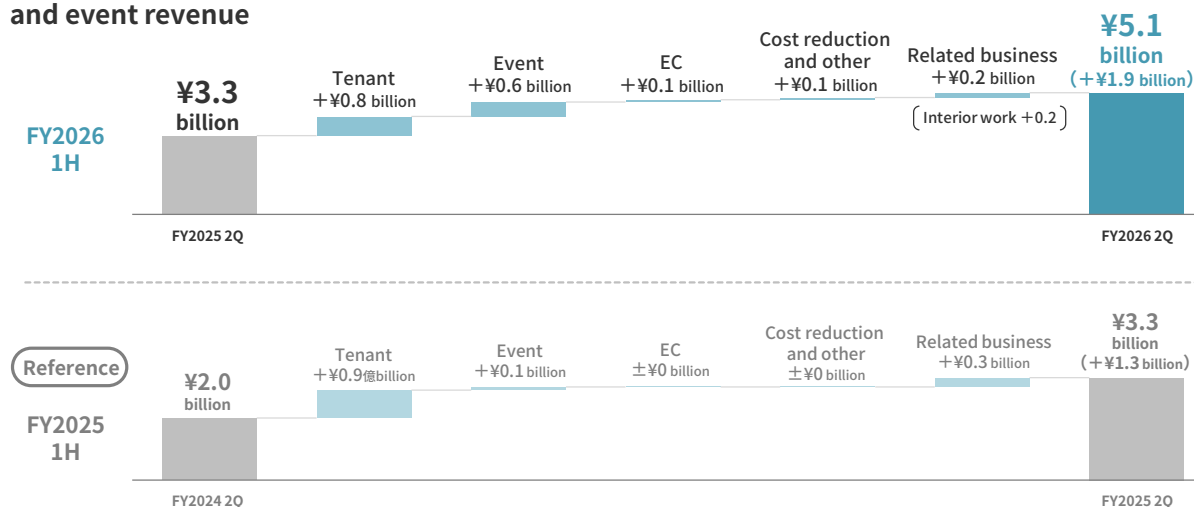 and event revenue
FY2026
1H
¥3.3
billion
Tenant
+¥0.8 billion
Event
+¥0.6 billion
EC
+¥0.1 billion
Cost reduction
and other
+¥0.1 billion
Related business
+¥0.2 billion
(Interior work +0.2)
¥5.1
billion
(+¥1.9 billion)
FY2025 2Q
FY2026 2Q
Reference
FY2025
1H
¥2.0
billion
Tenant
+¥0.9億billion
Event
+¥0.1 billion
EC
±¥0 billion
Cost reduction
and other
±¥0 billion
Related business
+¥0.3 billion
¥3.3
billion
(+¥1.3 billion)
FY2024 2Q
FY2025 2Q